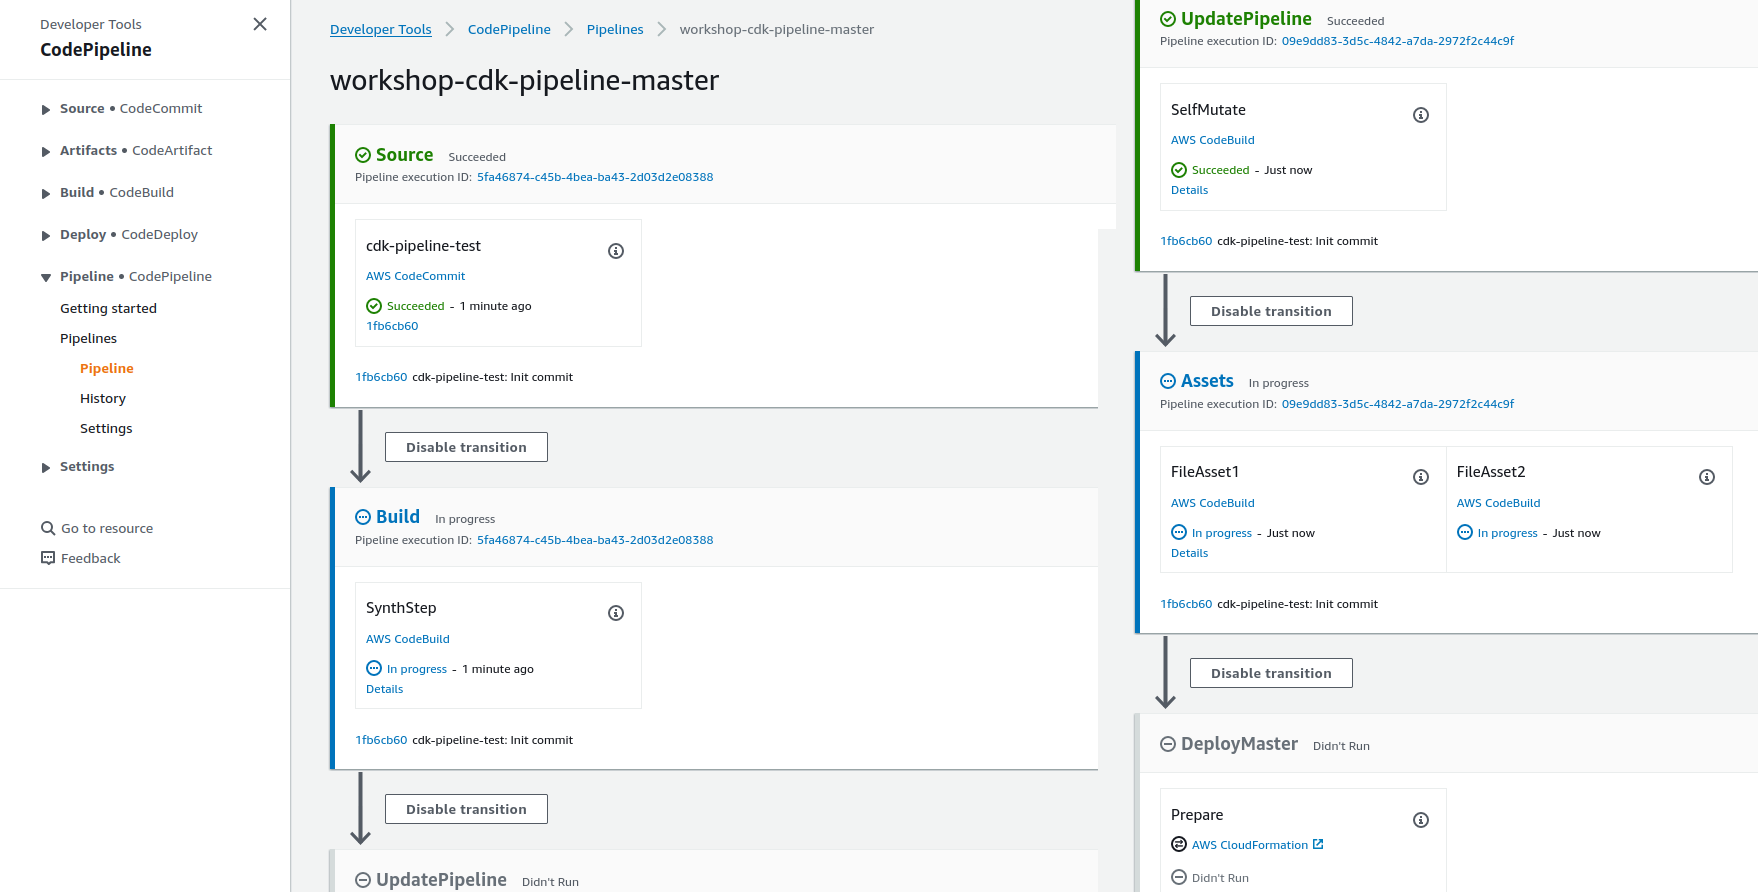 Developer Tools
CodePipeline
Source • CodeCommit
Artifacts • CodeArtifact
Build • CodeBuild
Deploy • CodeDeploy
Pipeline • CodePipeline
Getting started
Pipelines
Pipeline
History
Settings
Settings
Go to resource
Feedback
Developer Tools CodePipeline Pipelines workshop-cdk-pipeline-master
workshop-cdk-pipeline-master
Source Succeeded
Pipeline execution ID: 5fa46874-c45b-4bea-ba43-2d03d2e08388
cdk-pipeline-test
AWS CodeCommit
Succeeded - 1 minute ago
1fb6cb60
1fb6cb60 cdk-pipeline-test: Init commit
Disable transition
Build In progress
Pipeline execution ID: 5fa46874-c45b-4bea-ba43-2d03d2e08388
SynthStep
AWS CodeBuild
In progress - 1 minute ago
Details
1fb6cb60 cdk-pipeline-test: Init commit
Disable transition
UpdatePipeline Didn't Run
UpdatePipeline Succeeded
Pipeline execution ID: 09e9dd83-3d5c-4842-a7da-2972f2c44c9f
SelfMutate
AWS CodeBuild
Succeeded - Just now
Details
1fb6cb60 cdk-pipeline-test: Init commit
Disable transition
Assets In progress
Pipeline execution ID: 09e9dd83-3d5c-4842-a7da-2972f2c44c9f
FileAsset1
AWS CodeBuild
In progress - Just now
Details
FileAsset2
AWS CodeBuild
In progress - Just now
1fb6cb60 cdk-pipeline-test: Init commit
Disable transition
DeployMaster Didn't Run
Prepare
AWS CloudFormation
Didn't Run